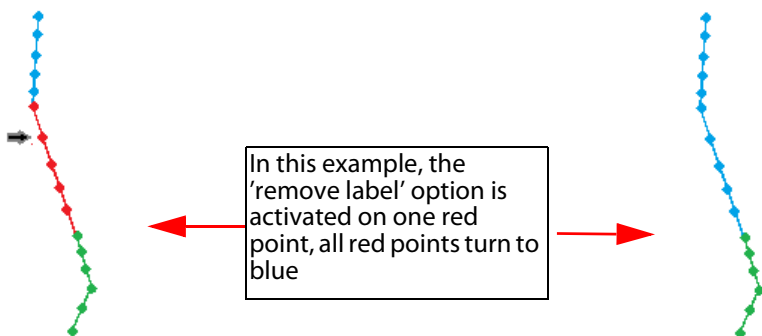 In this example, the
'remove label' option is
activated on one red
point, all red points turn to
blue